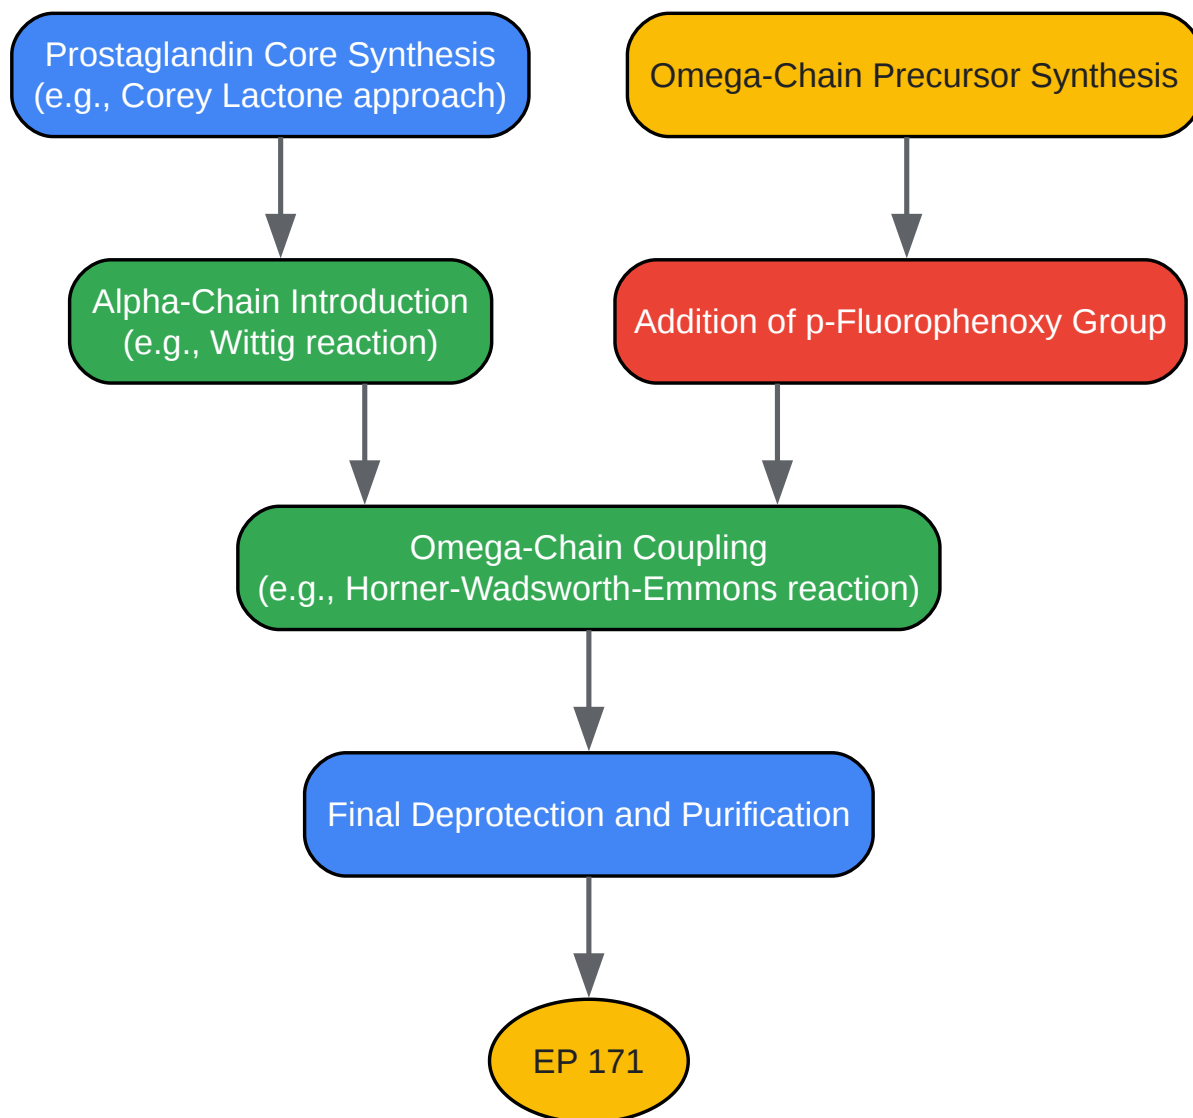 Prostaglandin Core Synthesis
(e.g., Corey Lactone approach)
Omega-Chain Precursor Synthesis
Alpha-Chain Introduction
(e.g., Wittig reaction)
Addition of p-Fluorophenoxy Group
Omega-Chain Coupling
(e.g., Horner-Wadsworth-Emmons reaction)
Final Deprotection and Purification
EP 171